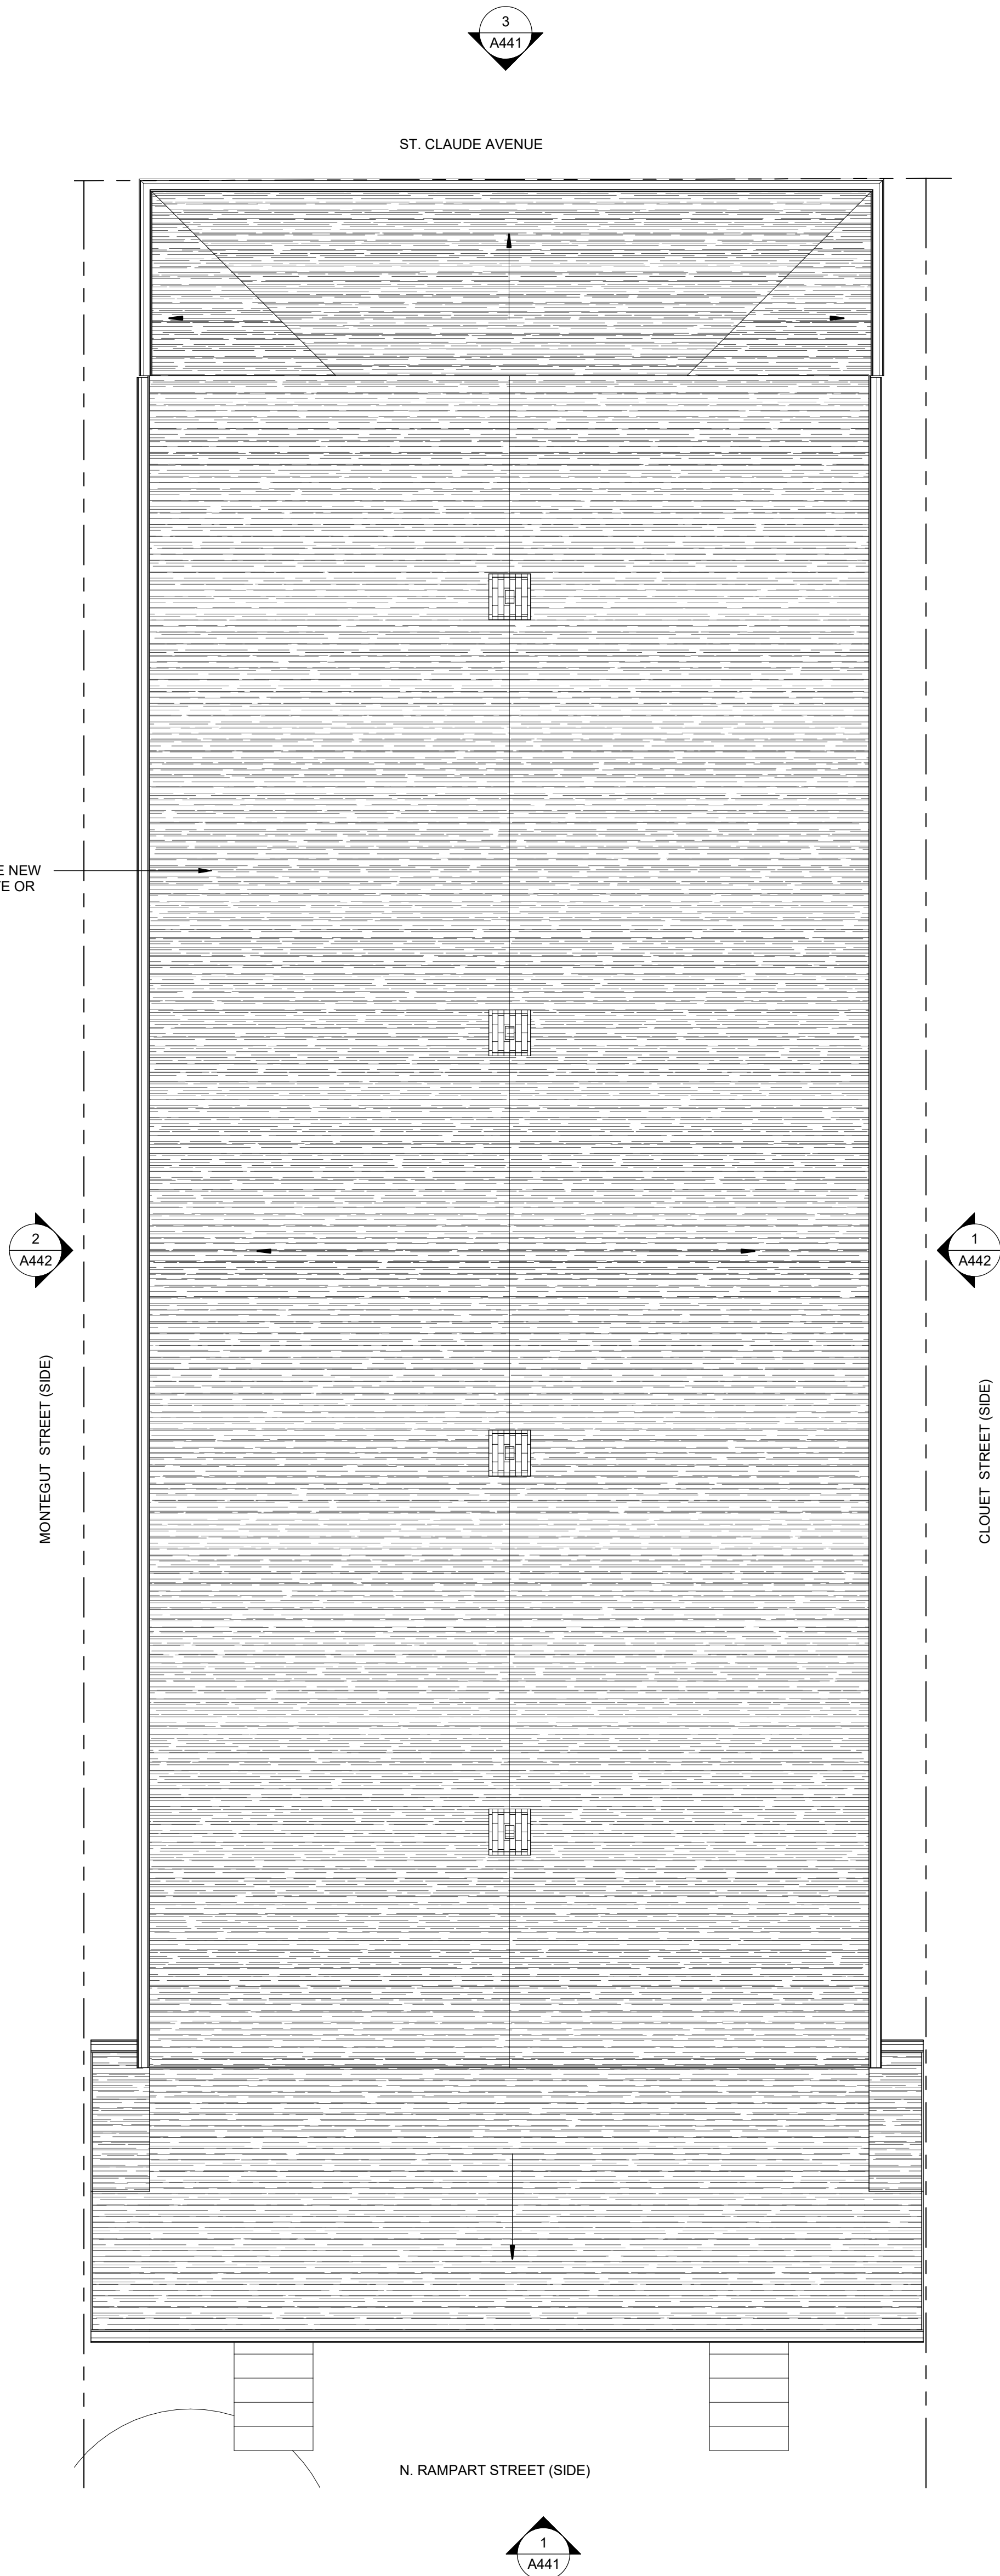 3
A441
ST. CLAUDE AVENUE
NEW
OR
2
A442
1
A442
MONTEGUT STREET (SIDE)
CLOUET STREET (SIDE)
N. RAMPART STREET (SIDE)
1
A441